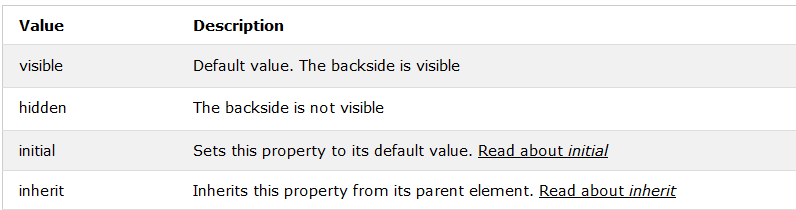 Value Description
visible Default value. The backside is visible
hidden The backside is not visible
initial Sets this property to its default value. Read about initial
inherit Inherits this property from its parent element. Read about inherit